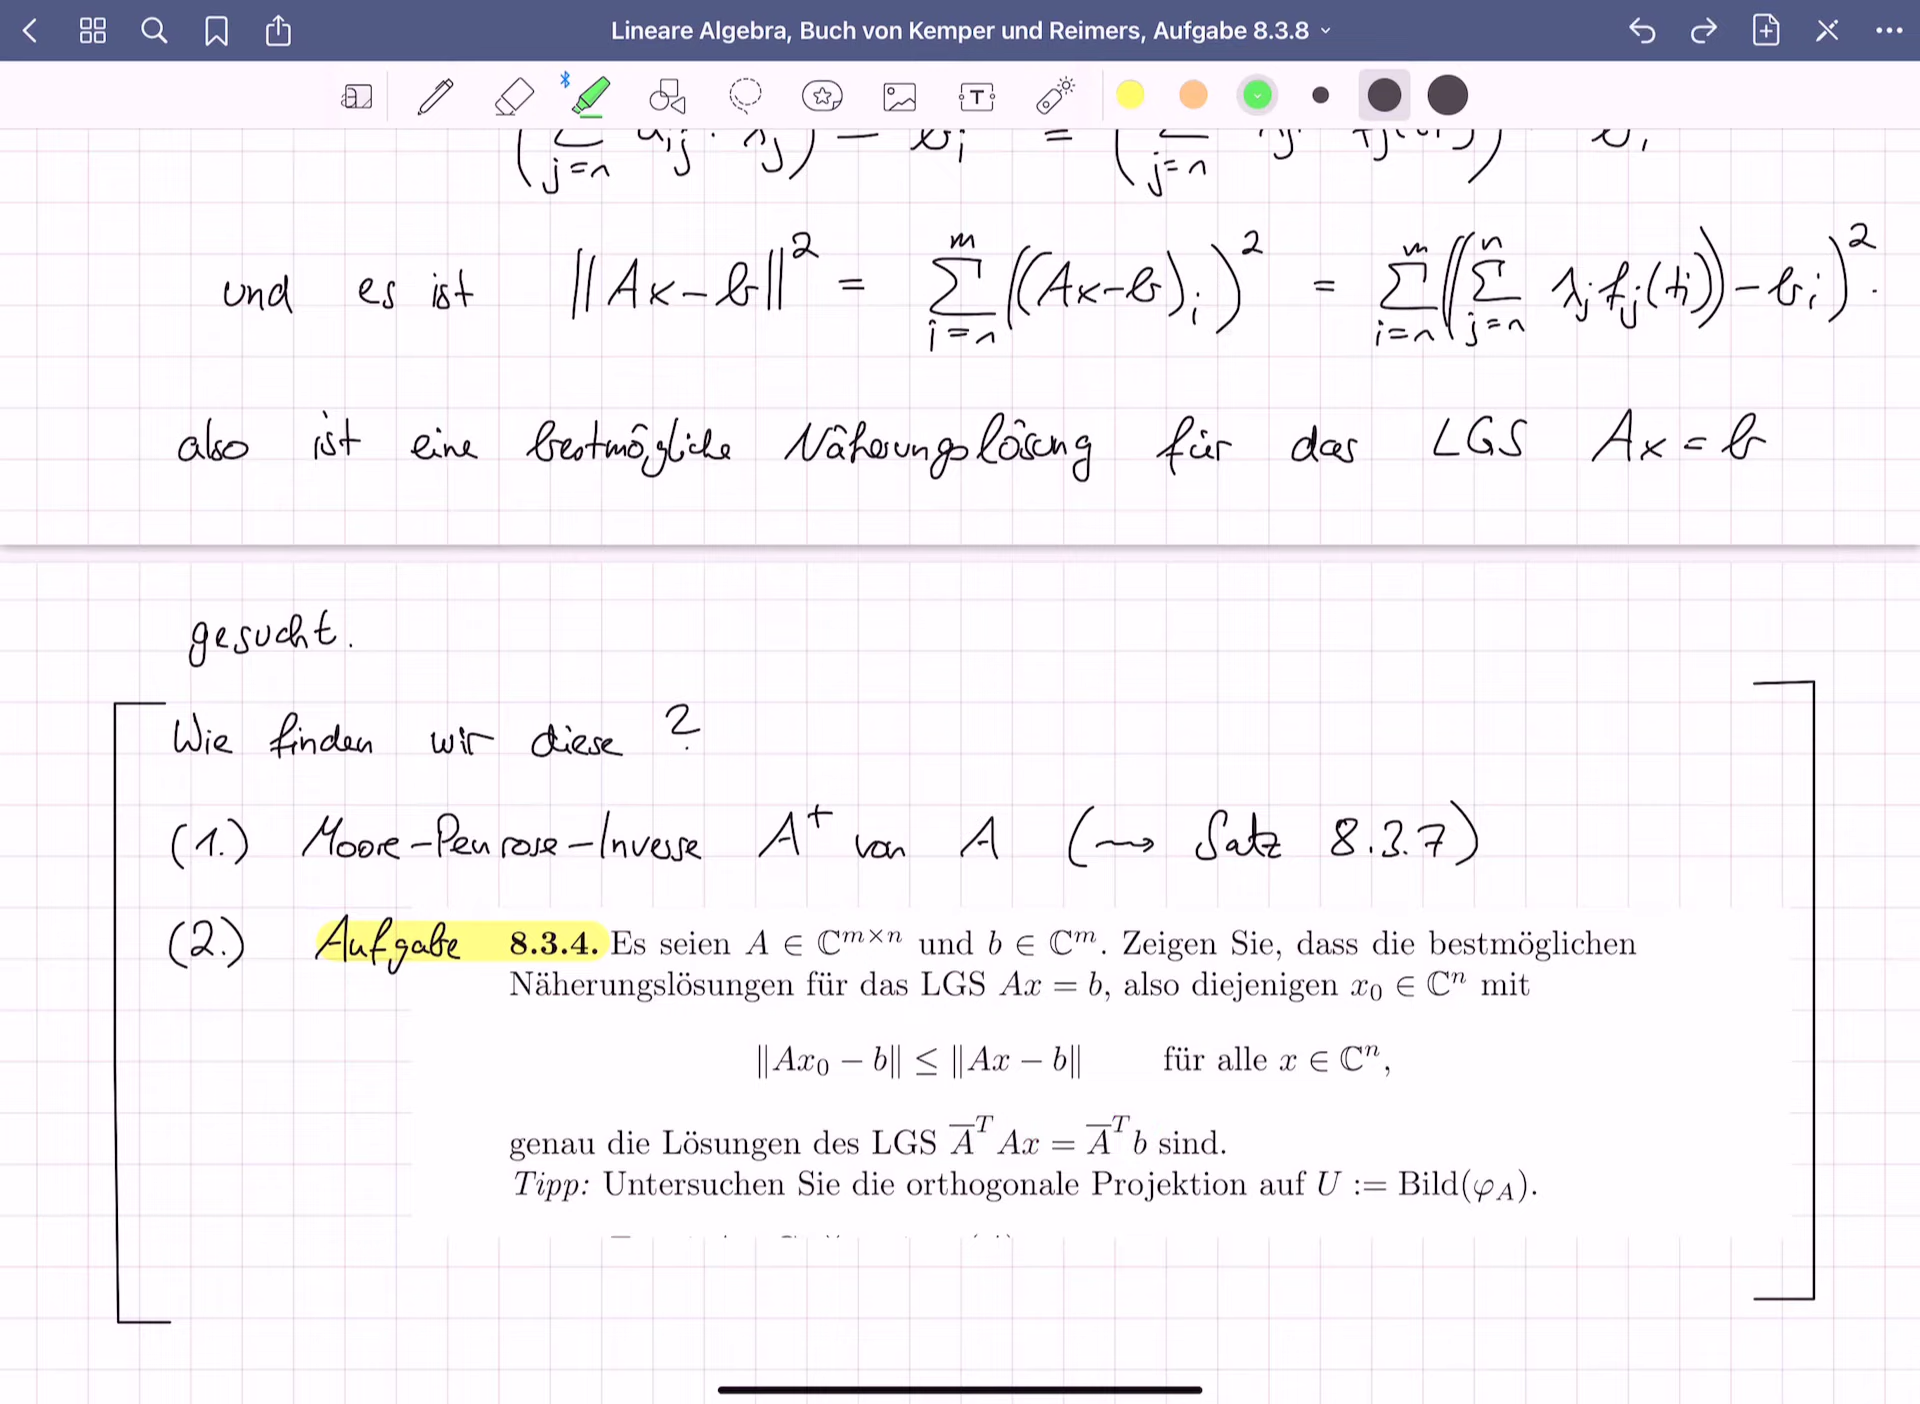 Lineare Algebra, Buch von Kemper und Reimers, Aufgabe 8.3.8
und es ist ‖Ax−b‖² = ∑_{i=1}^{m} ((Ax−b)_i)² = ∑_{i=1}^{m} ((∑_{j=1}^{n} λ_j f_j(t_i)) − b_i)².
also ist eine bestmögliche Näherungslösung für das LGS Ax = b
gesucht.
Wie finden wir diese ?
(1.) Moore-Penrose-Inverse A⁺ von A (⇝ Satz 8.3.7)
(2.) Aufgabe 8.3.4. Es seien A ∈ ℂ^{m×n} und b ∈ ℂ^m. Zeigen Sie, dass die bestmöglichen
Näherungslösungen für das LGS Ax = b, also diejenigen x₀ ∈ ℂⁿ mit
‖Ax₀ − b‖ ≤ ‖Ax − b‖ für alle x ∈ ℂⁿ,
genau die Lösungen des LGS A̅ᵀAx = A̅ᵀb sind.
Tipp: Untersuchen Sie die orthogonale Projektion auf U := Bild(φ_A).